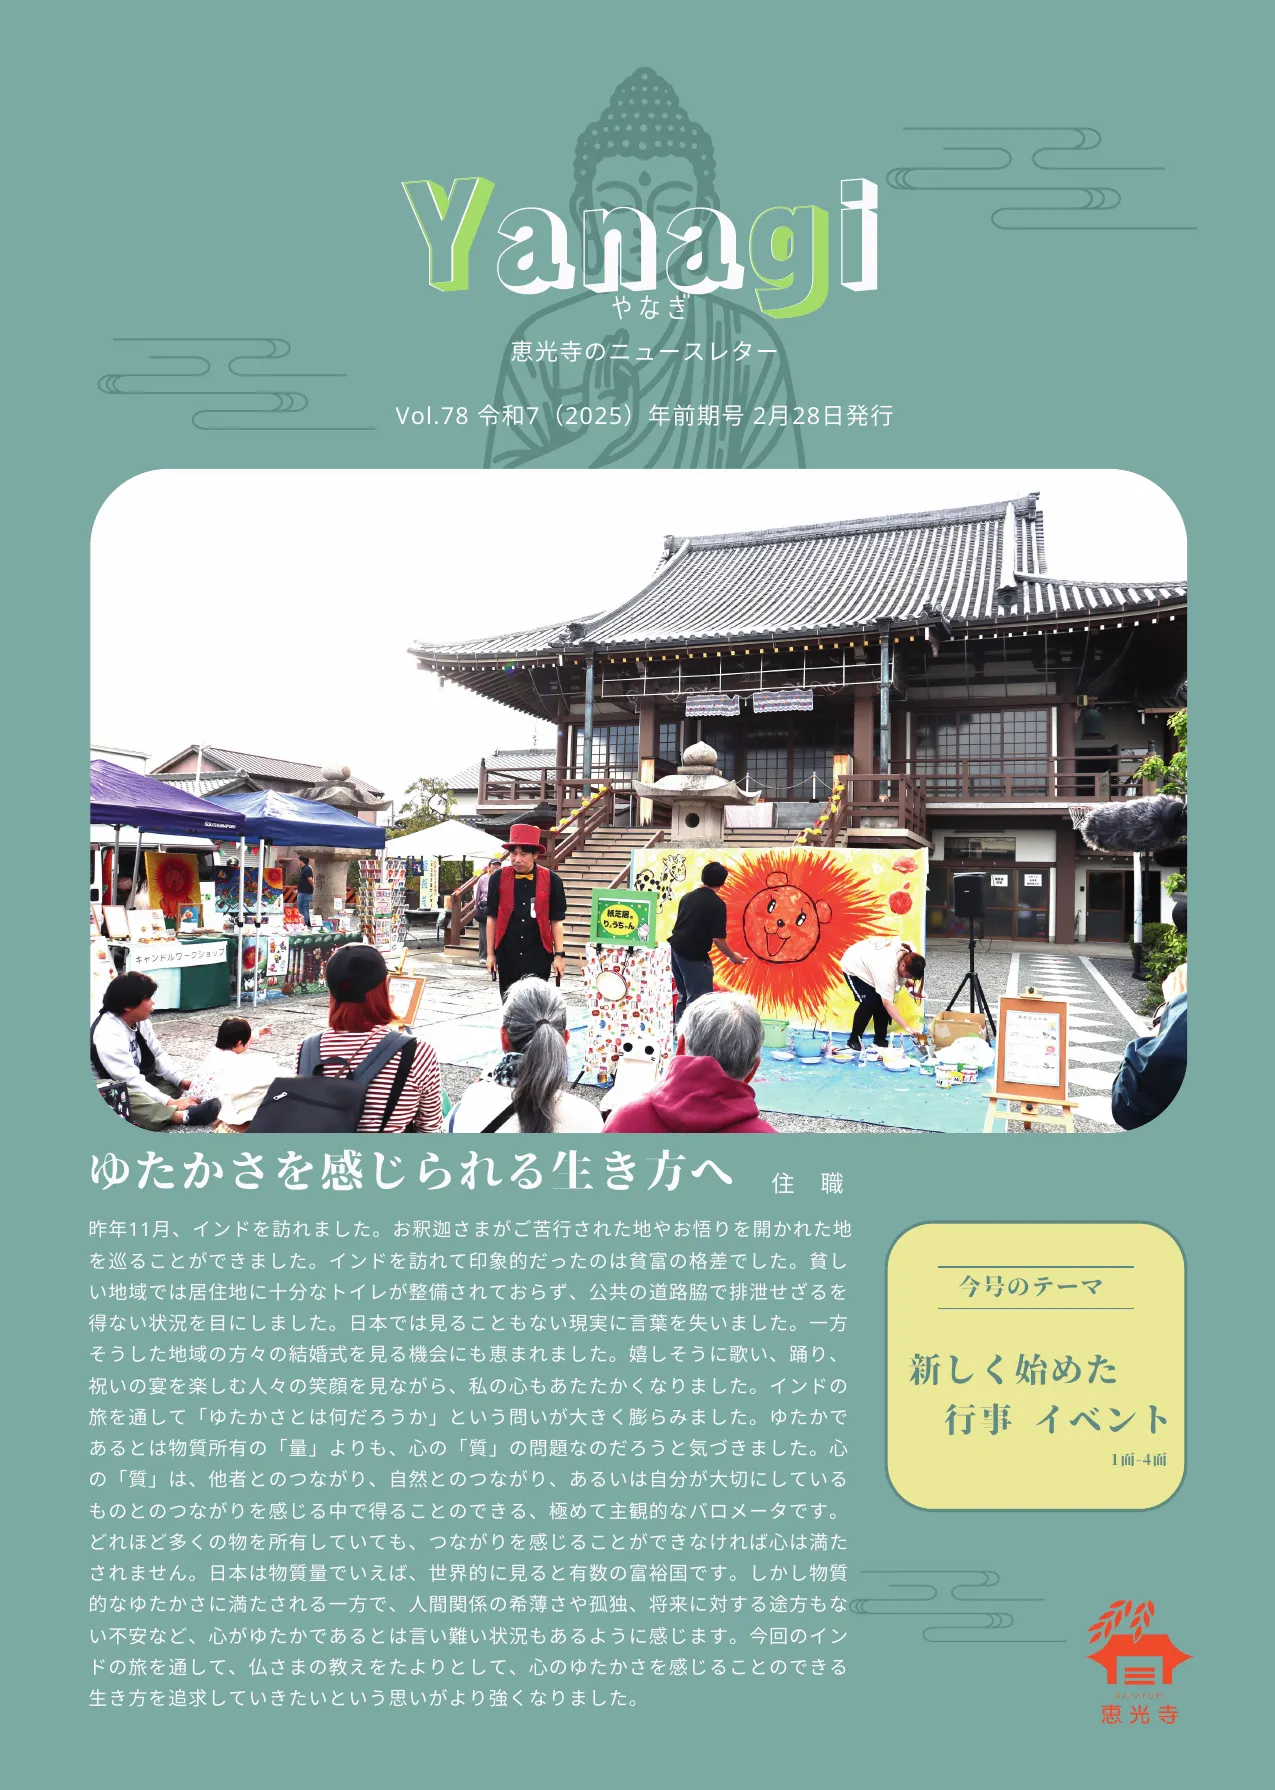 Yanagi
やなぎ
恵光寺のニュースレター
Vol.78 令和7（2025）年前期号 2月28日発行
紙芝居の
りょうちゃん
キャンドルワークショップ
ゆたかさを感じられる生き方へ 住 職
昨年11月、インドを訪れました。お釈迦さまがご苦行された地やお悟りを開かれた地
を巡ることができました。インドを訪れて印象的だったのは貧富の格差でした。貧し
い地域では居住地に十分なトイレが整備されておらず、公共の道路脇で排泄せざるを
得ない状況を目にしました。日本では見ることもない現実に言葉を失いました。一方
そうした地域の方々の結婚式を見る機会にも恵まれました。嬉しそうに歌い、踊り、
祝いの宴を楽しむ人々の笑顔を見ながら、私の心もあたたかくなりました。インドの
旅を通して「ゆたかさとは何だろうか」という問いが大きく膨らみました。ゆたかで
あるとは物質所有の「量」よりも、心の「質」の問題なのだろうと気づきました。心
の「質」は、他者とのつながり、自然とのつながり、あるいは自分が大切にしている
ものとのつながりを感じる中で得ることのできる、極めて主観的なバロメータです。
どれほど多くの物を所有していても、つながりを感じることができなければ心は満た
されません。日本は物質量でいえば、世界的に見ると有数の富裕国です。しかし物質
的なゆたかさに満たされる一方で、人間関係の希薄さや孤独、将来に対する途方もな
い不安など、心がゆたかであるとは言い難い状況もあるように感じます。今回のイン
ドの旅を通して、仏さまの教えをたよりとして、心のゆたかさを感じることのできる
生き方を追求していきたいという思いがより強くなりました。
今号のテーマ
新しく始めた
行事 イベント
1面-4面
恵光寺